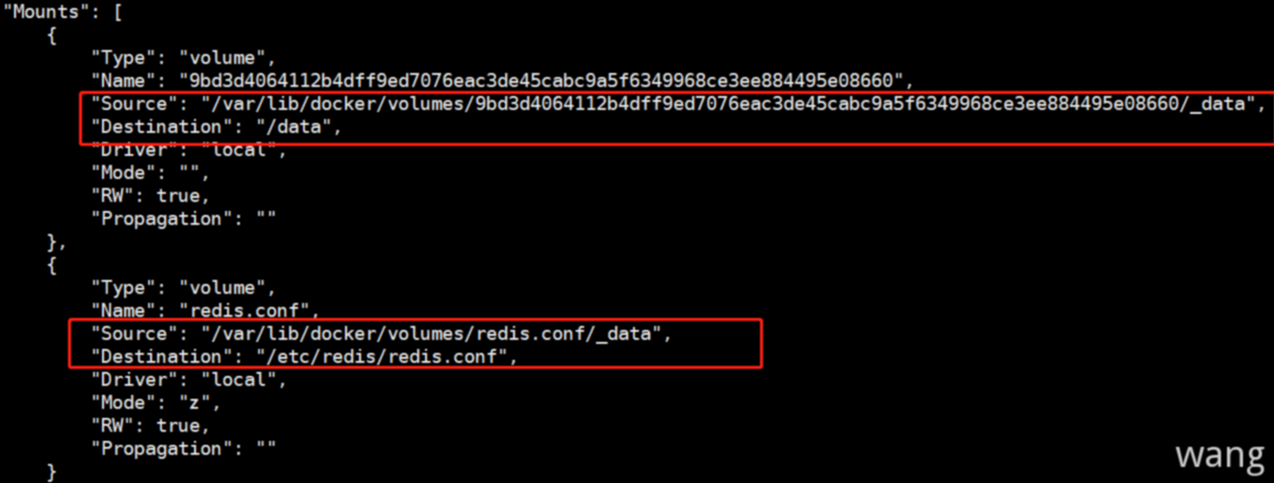 "Mounts": [
{
"Type": "volume",
"Name": "9bd3d4064112b4dff9ed7076eac3de45cabc9a5f6349968ce3ee884495e08660",
"Source": "/var/lib/docker/volumes/9bd3d4064112b4dff9ed7076eac3de45cabc9a5f6349968ce3ee884495e08660/_data",
"Destination": "/data",
"Driver": "local",
"Mode": "",
"RW": true,
"Propagation": ""
},
{
"Type": "volume",
"Name": "redis.conf",
"Source": "/var/lib/docker/volumes/redis.conf/_data",
"Destination": "/etc/redis/redis.conf",
"Driver": "local",
"Mode": "z",
"RW": true,
"Propagation": ""
}
wang